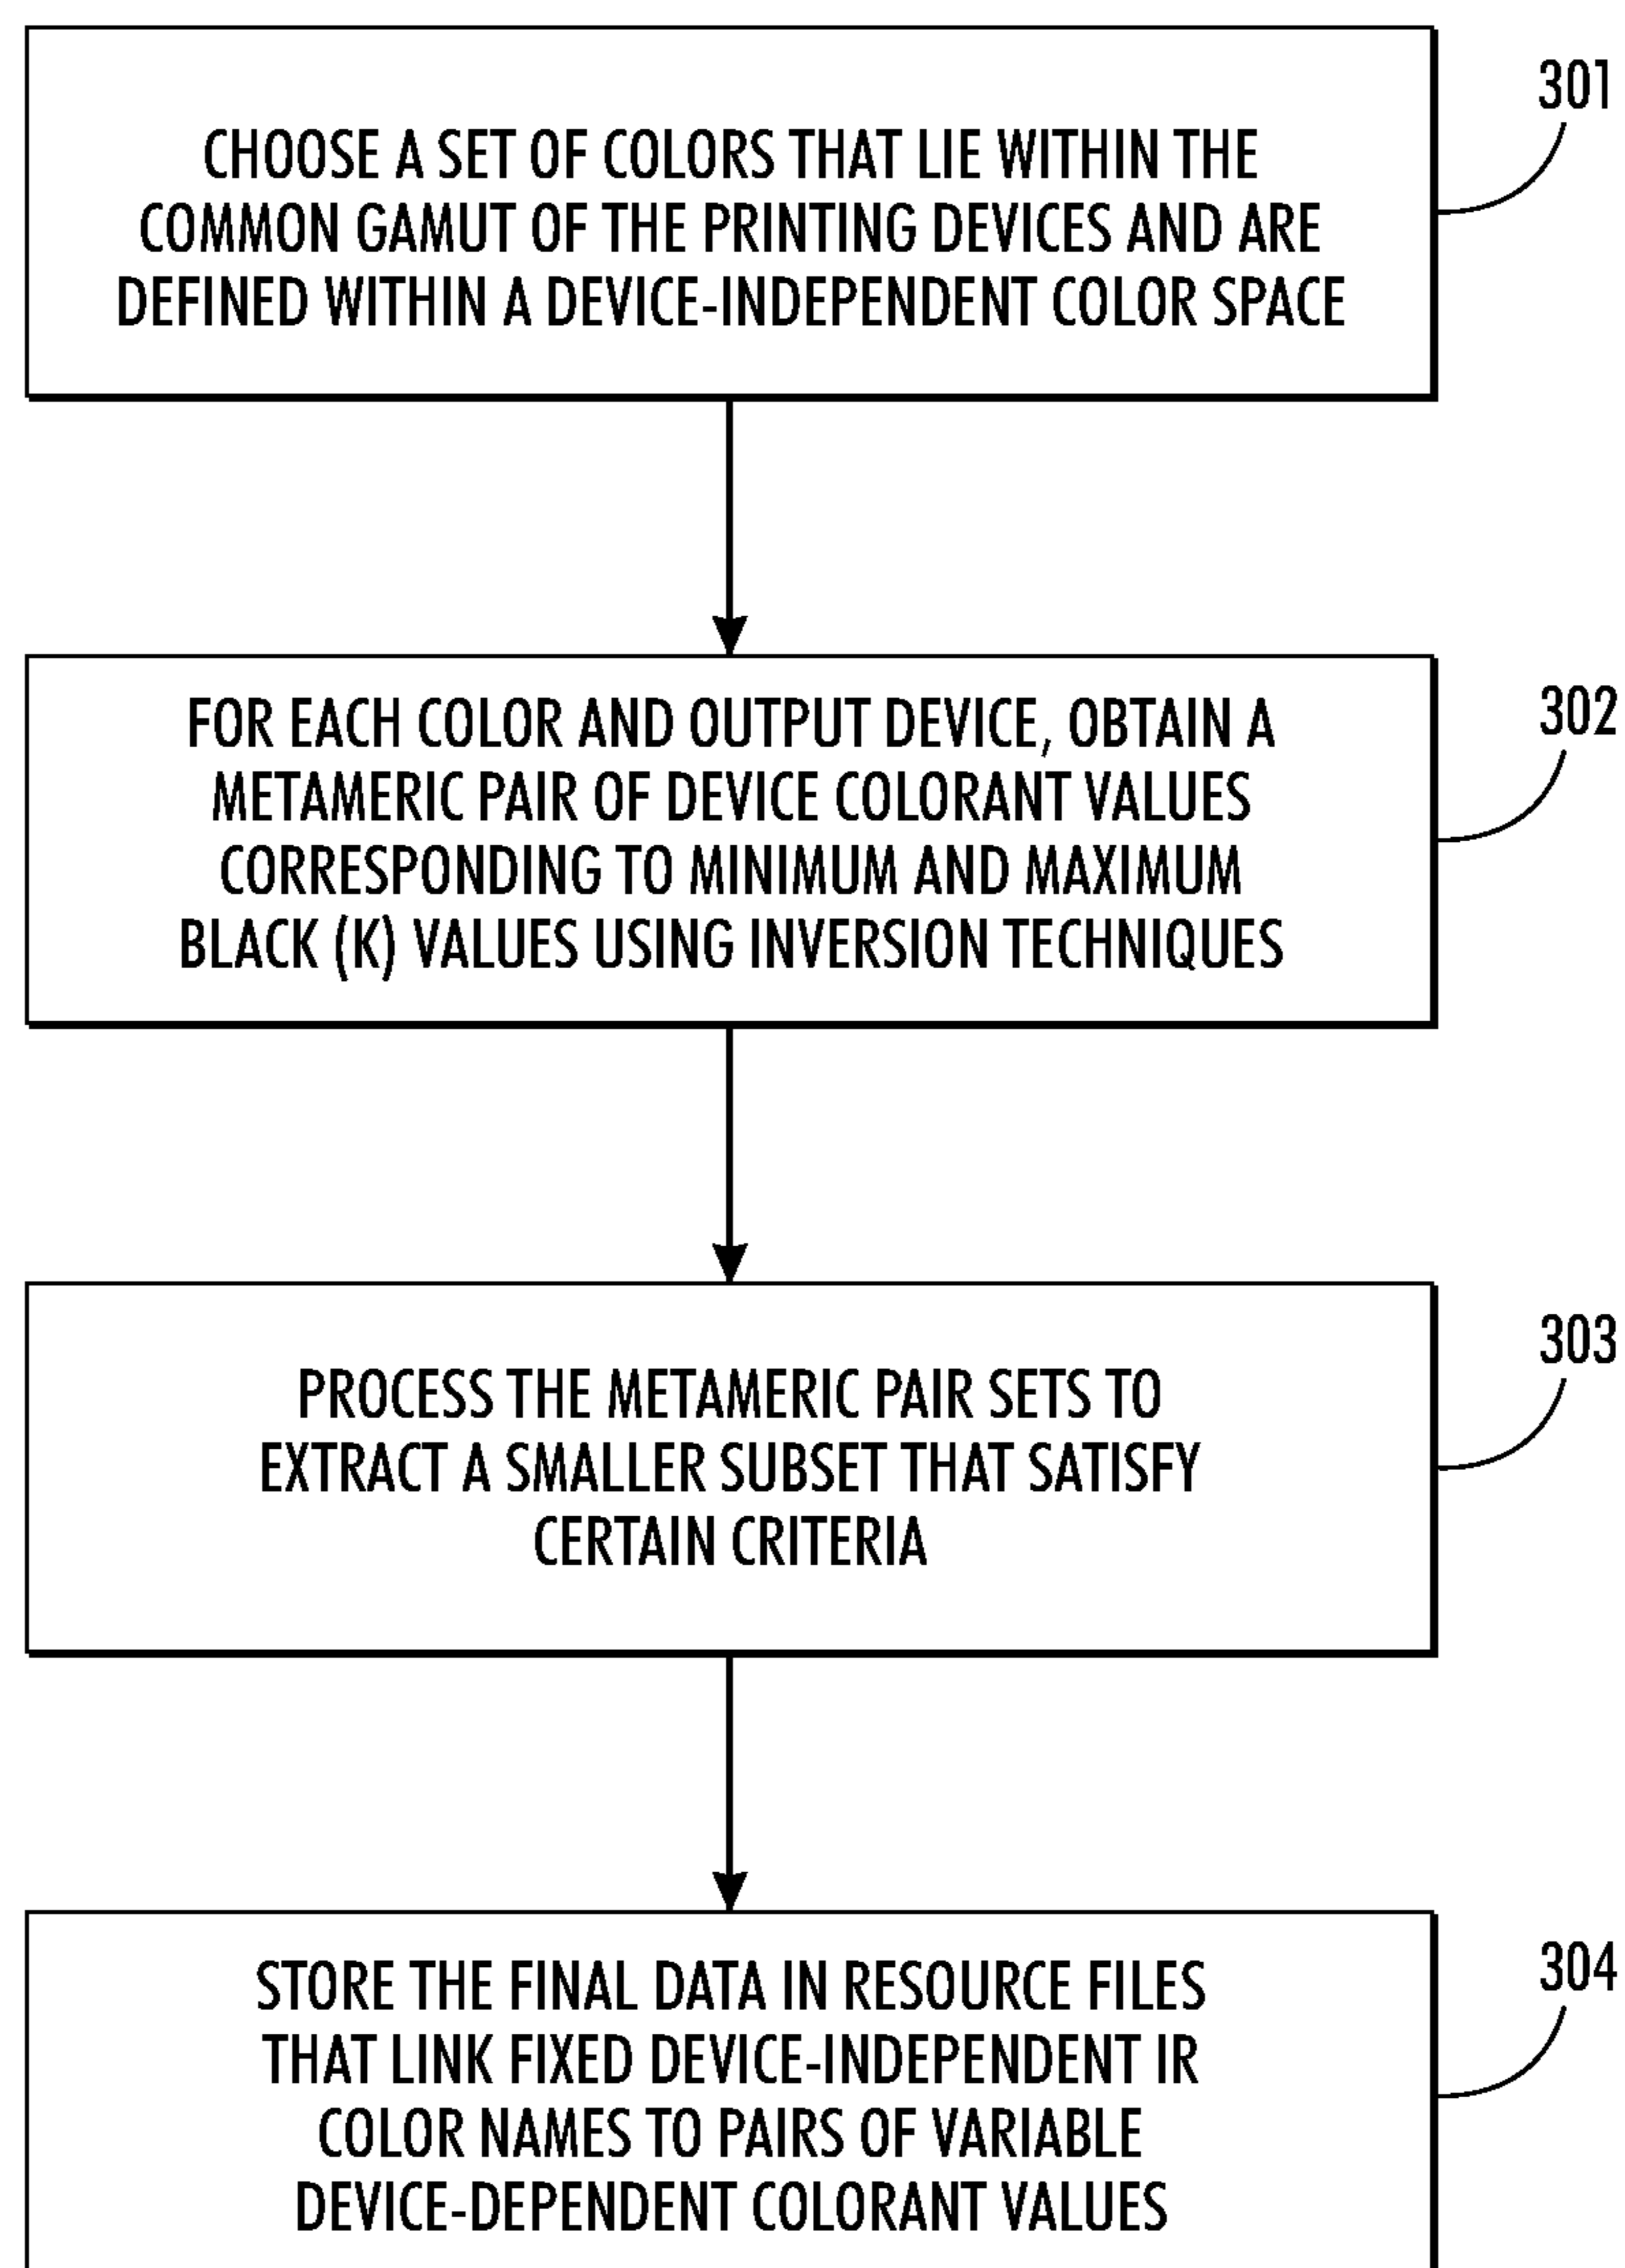 301
CHOOSE A SET OF COLORS THAT LIE WITHIN THE
COMMON GAMUT OF THE PRINTING DEVICES AND ARE
DEFINED WITHIN A DEVICE-INDEPENDENT COLOR SPACE
302
FOR EACH COLOR AND OUTPUT DEVICE, OBTAIN A
METAMERIC PAIR OF DEVICE COLORANT VALUES
CORRESPONDING TO MINIMUM AND MAXIMUM
BLACK (K) VALUES USING INVERSION TECHNIQUES
303
PROCESS THE METAMERIC PAIR SETS TO
EXTRACT A SMALLER SUBSET THAT SATISFY
CERTAIN CRITERIA
304
STORE THE FINAL DATA IN RESOURCE FILES
THAT LINK FIXED DEVICE-INDEPENDENT IR
COLOR NAMES TO PAIRS OF VARIABLE
DEVICE-DEPENDENT COLORANT VALUES